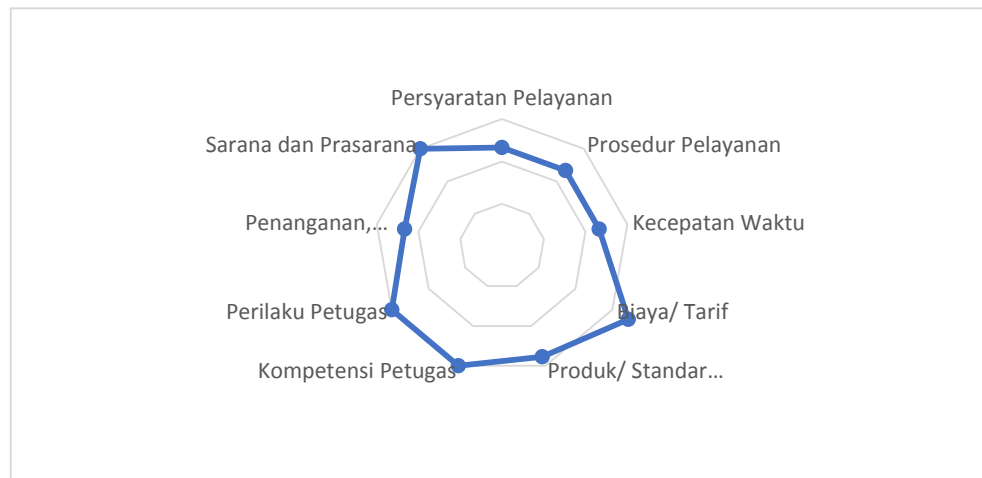 Persyaratan Pelayanan
Prosedur Pelayanan
Kecepatan Waktu
Biaya/ Tarif
Produk/ Standar...
Kompetensi Petugas
Perilaku Petugas
Penanganan,...
Sarana dan Prasarana